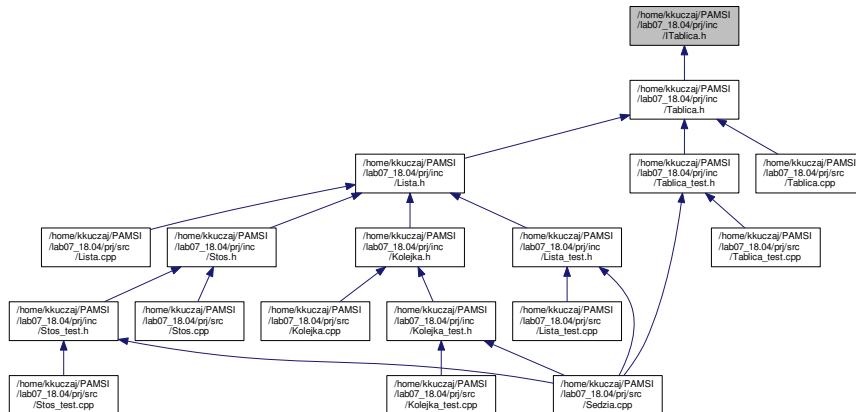 /home/kkuczaj/PAMSI
/lab07_18.04/prj/inc
/ITablica.h
/home/kkuczaj/PAMSI
/lab07_18.04/prj/inc
/Tablica.h
/home/kkuczaj/PAMSI
/lab07_18.04/prj/inc
/Lista.h
/home/kkuczaj/PAMSI
/lab07_18.04/prj/inc
/Tablica_test.h
/home/kkuczaj/PAMSI
/lab07_18.04/prj/src
/Tablica.cpp
/home/kkuczaj/PAMSI
/lab07_18.04/prj/src
/Lista.cpp
/home/kkuczaj/PAMSI
/lab07_18.04/prj/inc
/Stos.h
/home/kkuczaj/PAMSI
/lab07_18.04/prj/inc
/Kolejka.h
/home/kkuczaj/PAMSI
/lab07_18.04/prj/inc
/Lista_test.h
/home/kkuczaj/PAMSI
/lab07_18.04/prj/src
/Tablica_test.cpp
/home/kkuczaj/PAMSI
/lab07_18.04/prj/inc
/Stos_test.h
/home/kkuczaj/PAMSI
/lab07_18.04/prj/src
/Stos.cpp
/home/kkuczaj/PAMSI
/lab07_18.04/prj/src
/Kolejka.cpp
/home/kkuczaj/PAMSI
/lab07_18.04/prj/inc
/Kolejka_test.h
/home/kkuczaj/PAMSI
/lab07_18.04/prj/src
/Lista_test.cpp
/home/kkuczaj/PAMSI
/lab07_18.04/prj/src
/Stos_test.cpp
/home/kkuczaj/PAMSI
/lab07_18.04/prj/src
/Kolejka_test.cpp
/home/kkuczaj/PAMSI
/lab07_18.04/prj/src
/Sedzia.cpp